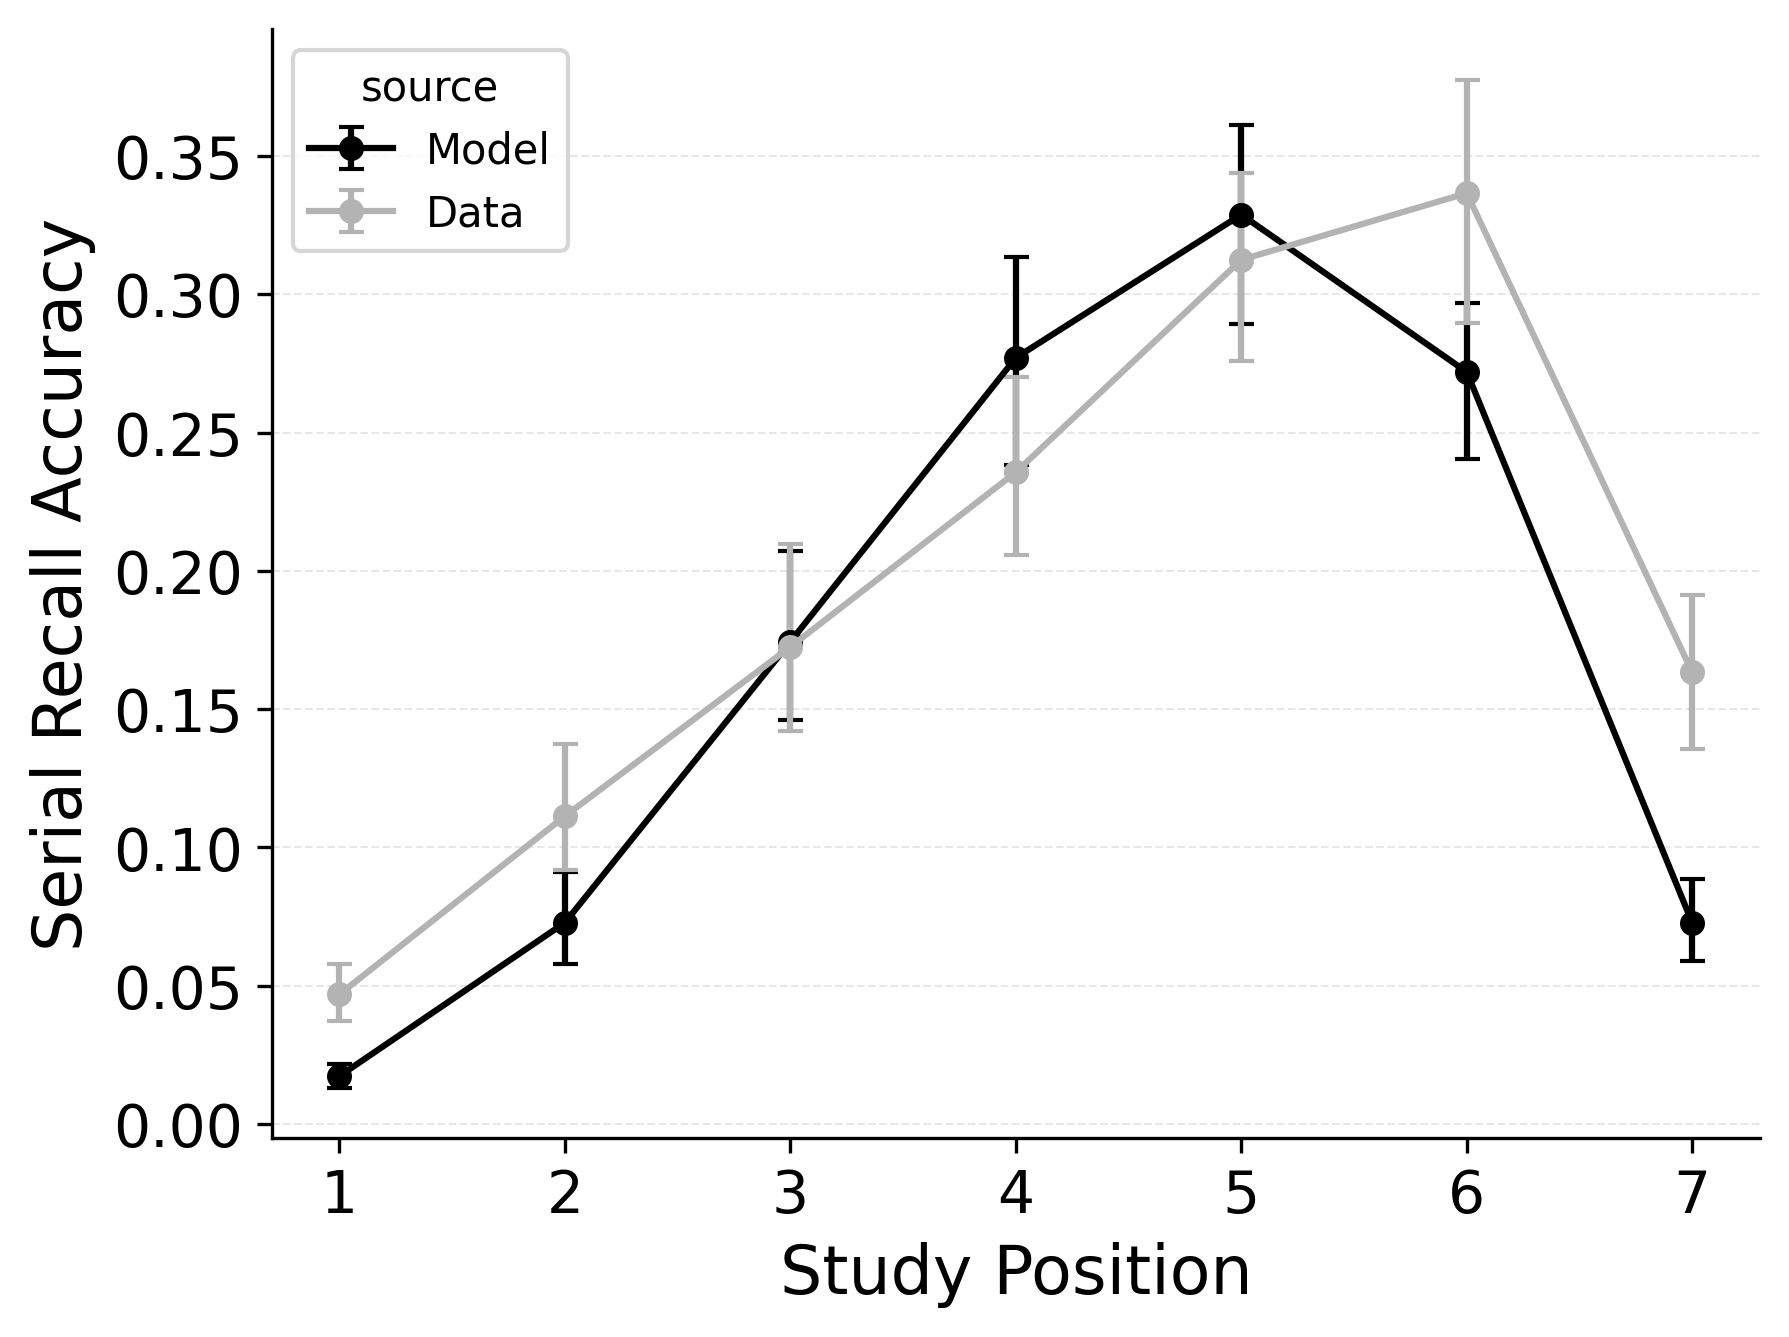 source
Model
Data
Serial Recall Accuracy
0.35
0.30
0.25
0.20
0.15
0.10
0.05
0.00
1 2 3 4 5 6 7
Study Position